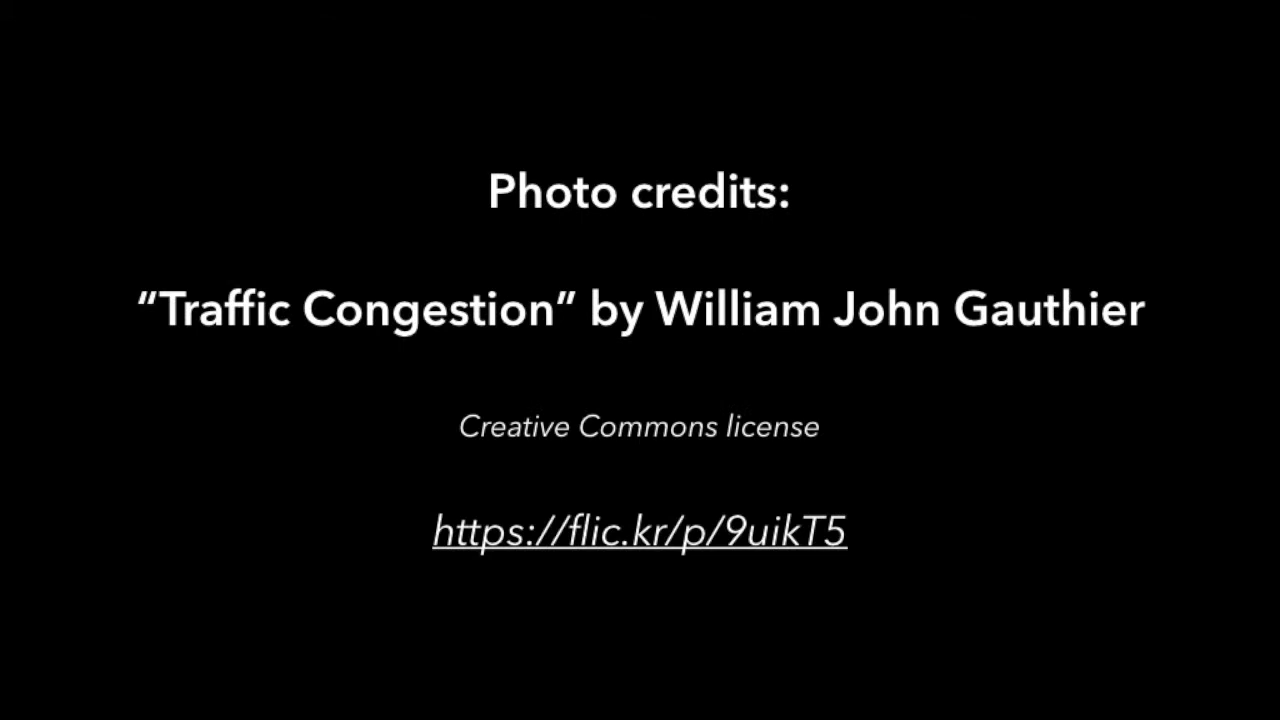 Photo credits:
“Traffic Congestion” by William John Gauthier
Creative Commons license
https://flic.kr/p/9uikT5